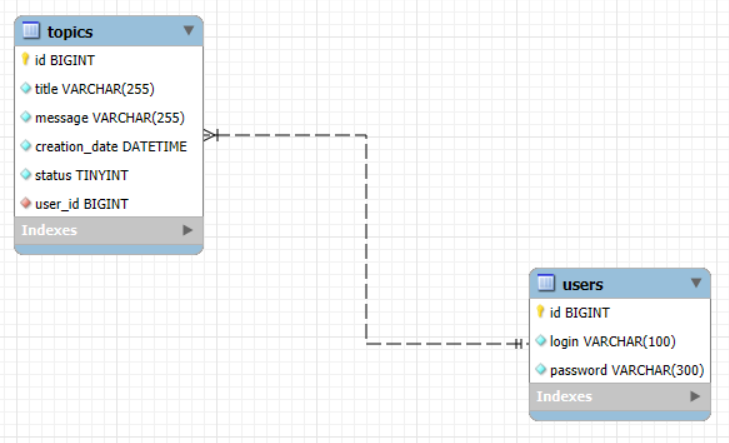 topics
id BIGINT
title VARCHAR(255)
message VARCHAR(255)
creation_date DATETIME
status TINYINT
user_id BIGINT
Indexes
users
id BIGINT
login VARCHAR(100)
password VARCHAR(300)
Indexes